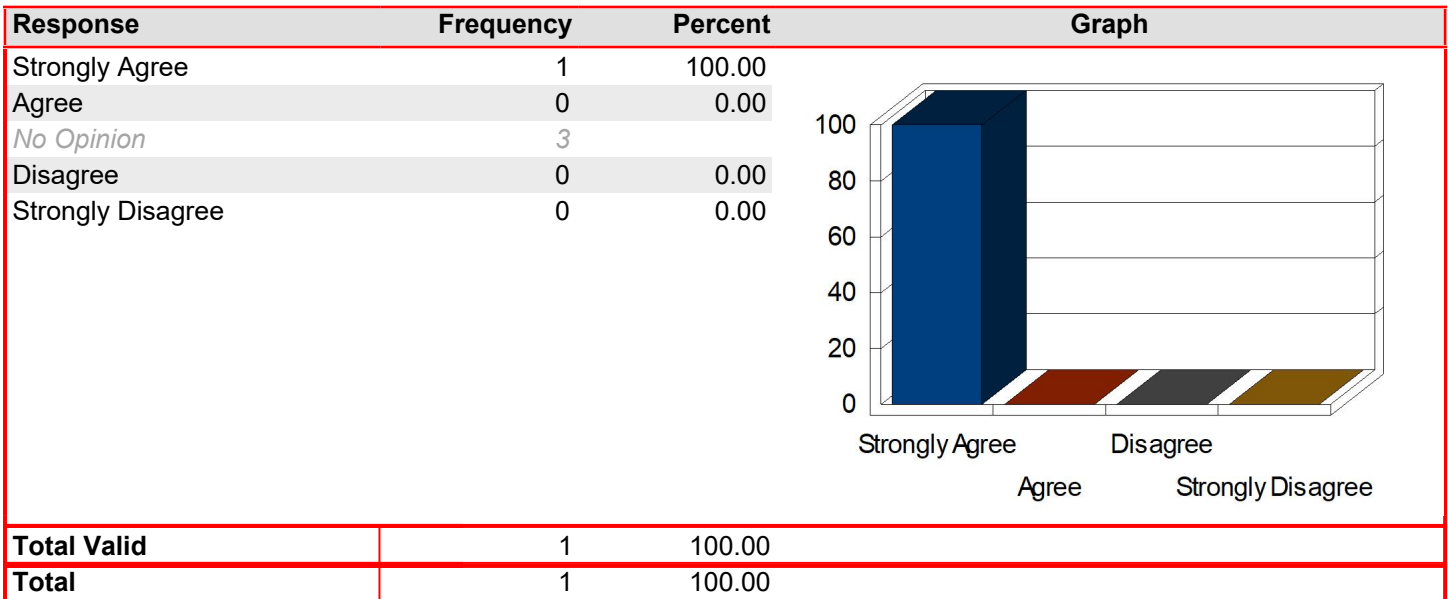 Response Frequency Percent Graph
Strongly Agree 1 100.00
Agree 0 0.00
No Opinion 3
Disagree 0 0.00
Strongly Disagree 0 0.00
100
80
60
40
20
0
Strongly Agree Disagree
Agree Strongly Disagree
Total Valid 1 100.00
Total 1 100.00